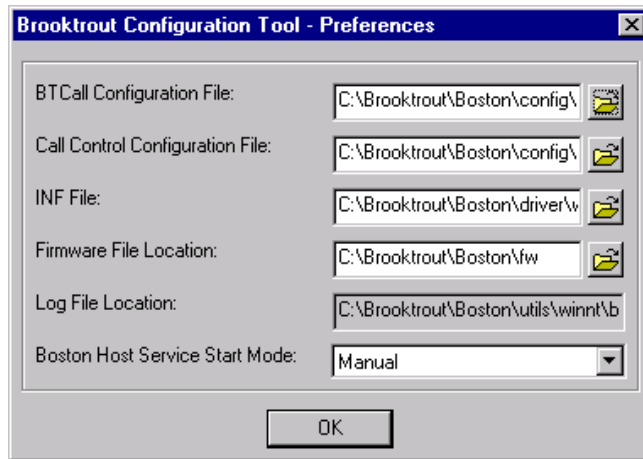 Brooktrout Configuration Tool - Preferences
BTCall Configuration File: C:\Brooktrout\Boston\config\
Call Control Configuration File: C:\Brooktrout\Boston\config\
INF File: C:\Brooktrout\Boston\driver\w
Firmware File Location: C:\Brooktrout\Boston\fw
Log File Location: C:\Brooktrout\Boston\utils\winnt\b
Boston Host Service Start Mode: Manual
OK